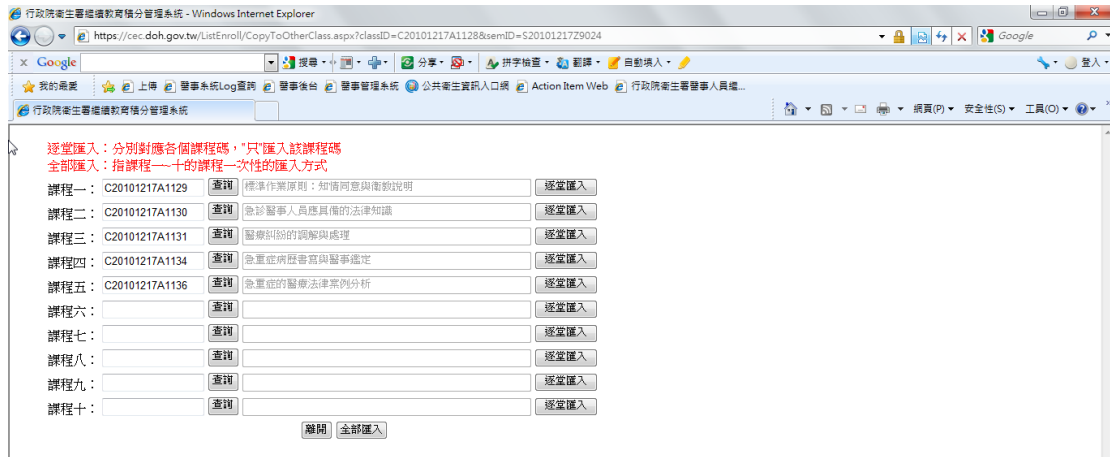 行政院衛生署繼續教育積分管理系統 - Windows Internet Explorer
https://cec.doh.gov.tw/ListEnroll/CopyToOtherClass.aspx?classID=C20101217A1128&semID=S20101217Z9024
Google
x Google 搜尋 分享 拼字檢查 翻譯 自動填入 登入
我的最愛 上傳 醫事系統Log查詢 醫事後台 醫事管理系統 公共衛生資訊入口網 Action Item Web 行政院衛生署醫事人員繼...
行政院衛生署繼續教育積分管理系統 網頁(P) 安全性(S) 工具(O)
逐堂匯入：分別對應各個課程碼，"只"匯入該課程碼
全部匯入：指課程一~十的課程一次性的匯入方式
課程一： C20101217A1129 查詢 標準作業原則：知情同意與衛教說明 逐堂匯入
課程二： C20101217A1130 查詢 急診醫事人員應具備的法律知識 逐堂匯入
課程三： C20101217A1131 查詢 醫療糾紛的調解與處理 逐堂匯入
課程四： C20101217A1134 查詢 急重症病歷書寫與醫事鑑定 逐堂匯入
課程五： C20101217A1136 查詢 急重症的醫療法律案例分析 逐堂匯入
課程六： 查詢 逐堂匯入
課程七： 查詢 逐堂匯入
課程八： 查詢 逐堂匯入
課程九： 查詢 逐堂匯入
課程十： 查詢 逐堂匯入
離開 全部匯入